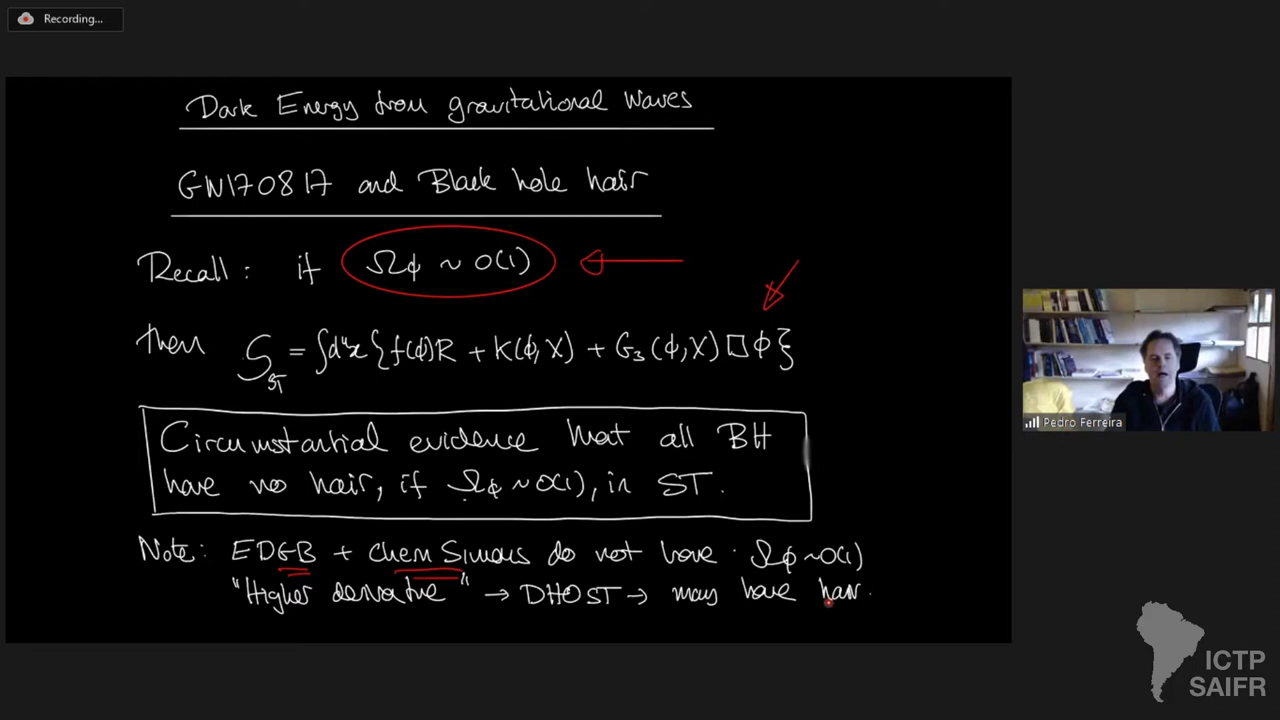 Recording...
Dark Energy from gravitational waves
GW170817 and Black hole hair
Recall: if Ωφ ~ O(1)
then S_ST = ∫d⁴x{f(φ)R + K(φ,X) + G₃(φ,X)□φ}
Circumstantial evidence that all BH
have no hair, if Ωφ ~ O(1), in ST.
Note: EDGB + Chern Simons do not have Ωφ ~ O(1)
"Higher derivative" → DHOST → may have hair.
Pedro Ferreira
ICTP
SAIFR